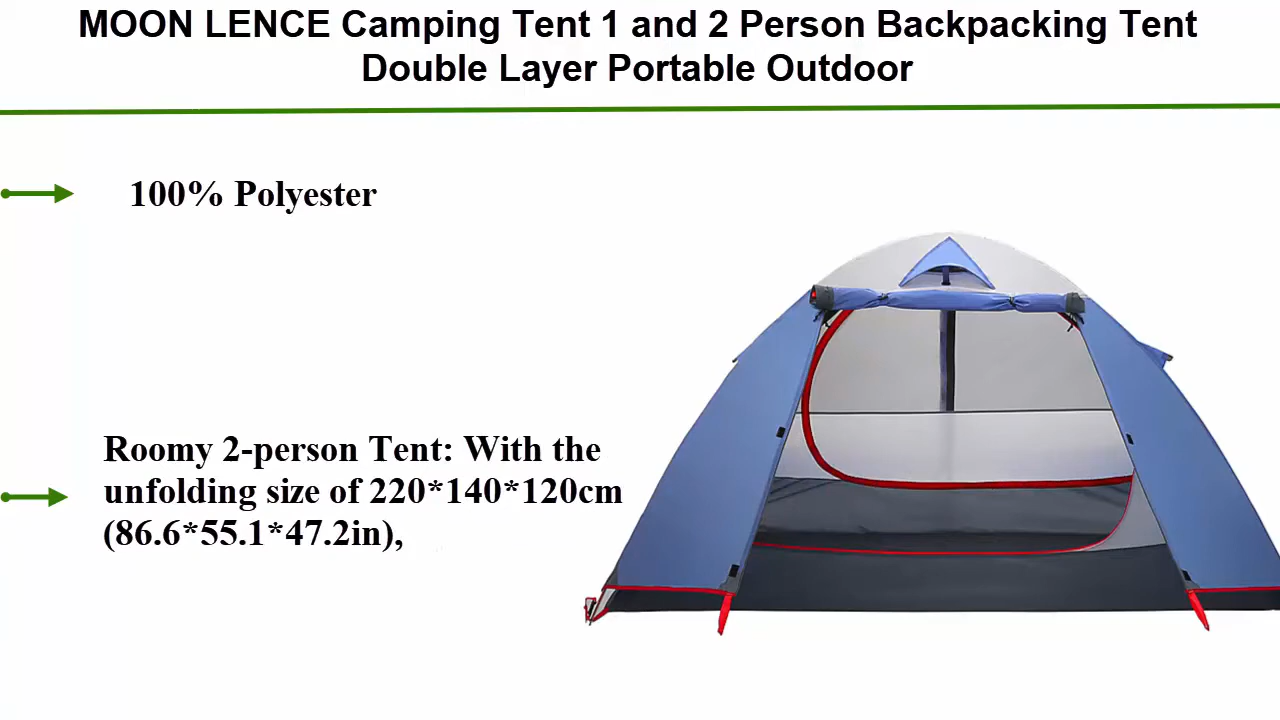 MOON LENCE Camping Tent 1 and 2 Person Backpacking Tent
Double Layer Portable Outdoor
100% Polyester
Roomy 2-person Tent: With the
unfolding size of 220*140*120cm
(86.6*55.1*47.2in),